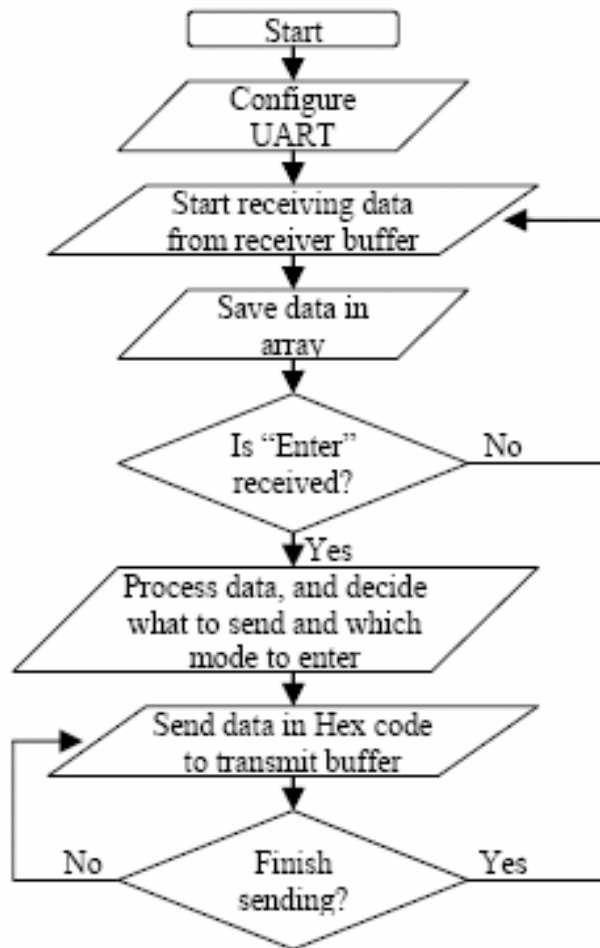 Start
Configure
UART
Start receiving data
from receiver buffer
Save data in
array
Is “Enter”
received?
No
Yes
Process data, and decide
what to send and which
mode to enter
Send data in Hex code
to transmit buffer
No
Finish
sending?
Yes